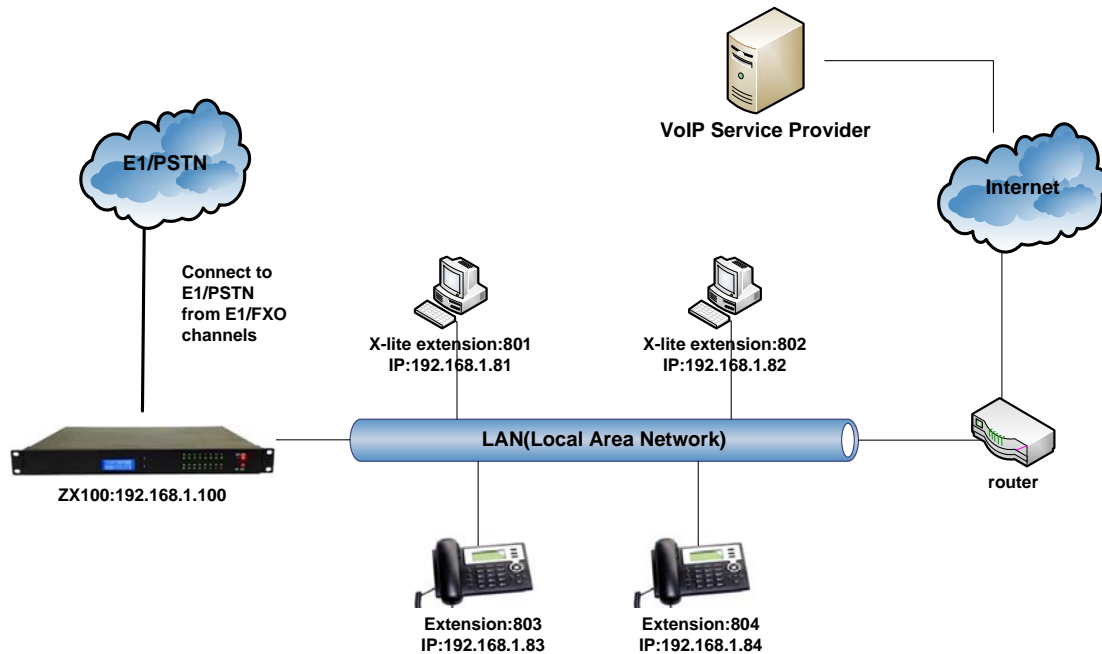 VoIP Service Provider
E1/PSTN
Internet
Connect to
E1/PSTN
from E1/FXO
channels
X-lite extension:801
IP:192.168.1.81
X-lite extension:802
IP:192.168.1.82
LAN(Local Area Network)
ZX100:192.168.1.100
router
Extension:803
IP:192.168.1.83
Extension:804
IP:192.168.1.84